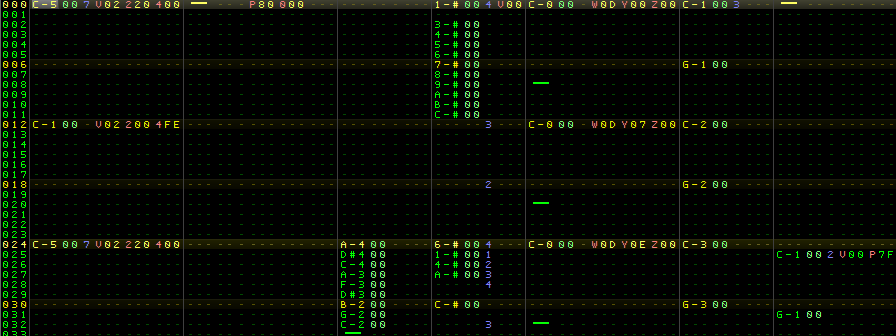 000 C-5 00 7 V02 220 400 P80 000 1-# 00 4 V00 C-0 00 W0D Y00 Z00 C-1 00 3
001
002 3-# 00
003 4-# 00
004 5-# 00
005 6-# 00
006 7-# 00 G-1 00
007 8-# 00
008 9-# 00
009 A-# 00
010 B-# 00
011 C-# 00
012 C-1 00 V02 200 4FE 3 C-0 00 W0D Y07 Z00 C-2 00
013
014
015
016
017
018 2 G-2 00
019
020
021
022
023
024 C-5 00 7 V02 220 400 A-4 00 6-# 00 4 C-0 00 W0D Y0E Z00 C-3 00
025 D#4 00 1-# 00 1 C-1 00 2 V00 P7F
026 C-4 00 4-# 00 2
027 A-3 00 A-# 00 3
028 F-3 00 4
029 D#3 00
030 B-2 00 C-# 00 G-3 00
031 G-2 00 G-1 00
032 C-2 00 3